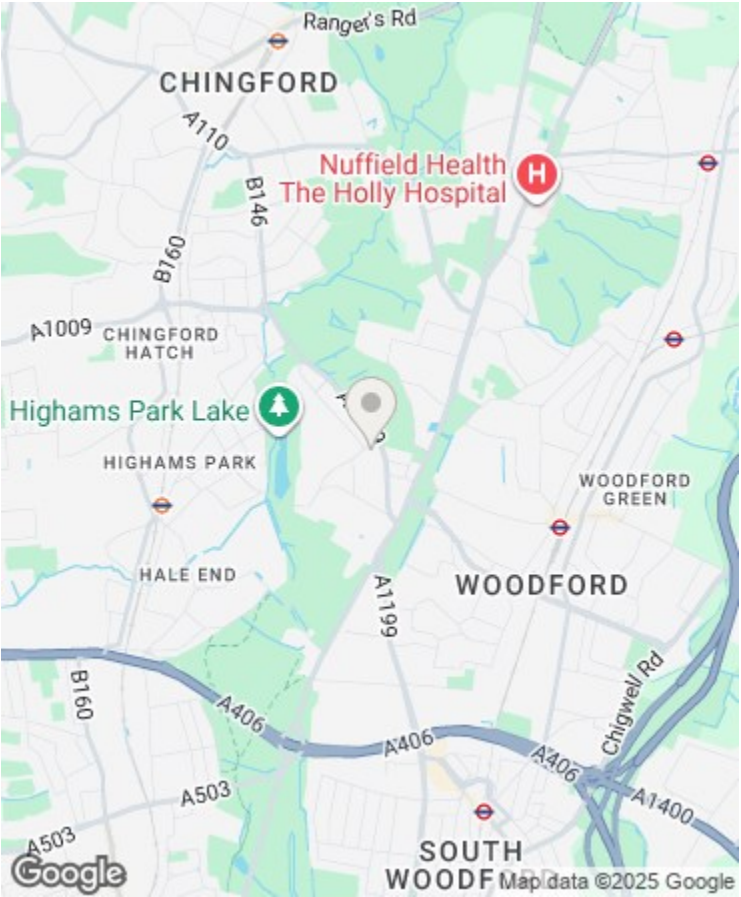 Ranger's Rd
CHINGFORD
A110
Nuffield Health
The Holly Hospital
H
B146
B160
A1009
CHINGFORD
HATCH
Highams Park Lake
HIGHAMS PARK
WOODFORD
GREEN
HALE END
WOODFORD
A1199
B160
Chigwell Rd
A406
A406
A406
A503
A1400
A503
SOUTH
Google
Map data ©2025 Google